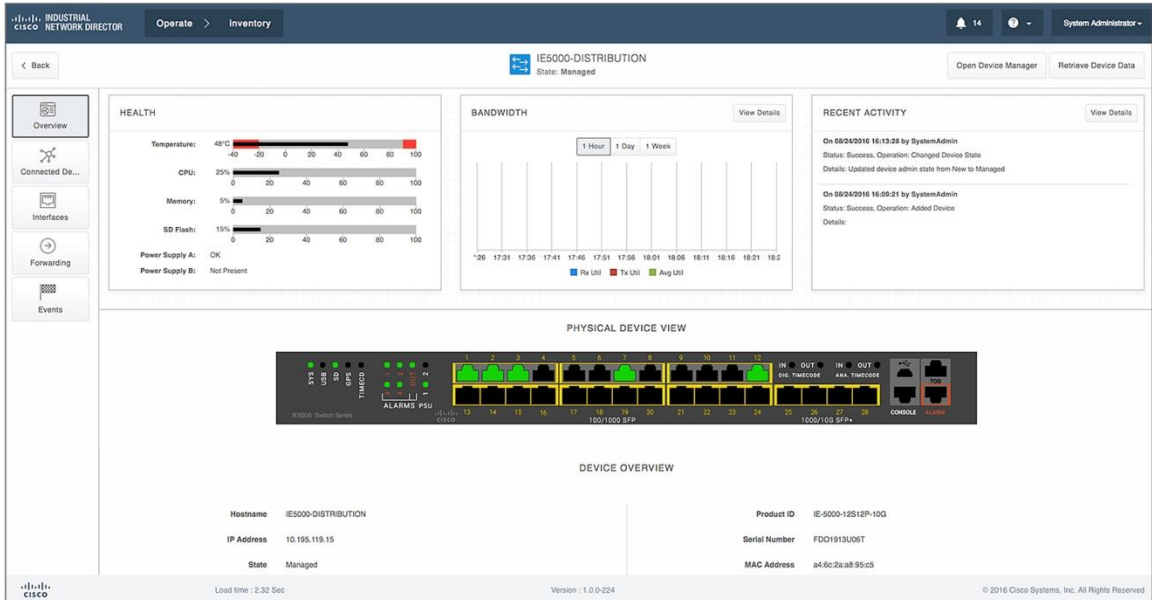 INDUSTRIAL
CISCO NETWORK DIRECTOR
Operate > Inventory
14
System Administrator
< Back
IE5000-DISTRIBUTION
State: Managed
Open Device Manager
Retrieve Device Data
Overview
Connected De...
Interfaces
Forwarding
Events
HEALTH
Temperature: 48°C
-40 -20 0 20 40 60 80 100
CPU: 25%
0 20 40 60 80 100
Memory: 5%
0 20 40 60 80 100
SD Flash: 15%
0 20 40 60 80 100
Power Supply A: OK
Power Supply B: Not Present
BANDWIDTH
View Details
1 Hour 1 Day 1 Week
":26 17:31 17:36 17:41 17:46 17:51 17:56 18:01 18:06 18:11 18:16 18:21 18:2
Rx Util Tx Util Avg Util
RECENT ACTIVITY
View Details
On 08/24/2016 16:13:28 by SystemAdmin
Status: Success, Operation: Changed Device State
Details: Updated device admin state from New to Managed
On 08/24/2016 16:09:21 by SystemAdmin
Status: Success, Operation: Added Device
Details:
PHYSICAL DEVICE VIEW
SYS USB SD GPS TIMECD
1 2 OUT 2
3 4 OUT 1
ALARMS PSU
IE5000 Switch Series
CISCO
1 2 3 4 5 6 7 8 9 10 11 12
13 14 15 16 17 18 19 20 21 22 23 24 25 26 27 28
100/1000 SFP
1000/10G SFP+
IN OUT IN OUT
DIG. TIMECODE ANA. TIMECODE
TOD
CONSOLE ALARM
DEVICE OVERVIEW
Hostname IE5000-DISTRIBUTION
IP Address 10.195.119.15
State Managed
Product ID IE-5000-12S12P-10G
Serial Number FDO1913U06T
MAC Address a4:6c:2a:a8:95:c5
CISCO
Load time : 2.32 Sec
Version : 1.0.0-224
© 2016 Cisco Systems, Inc. All Rights Reserved